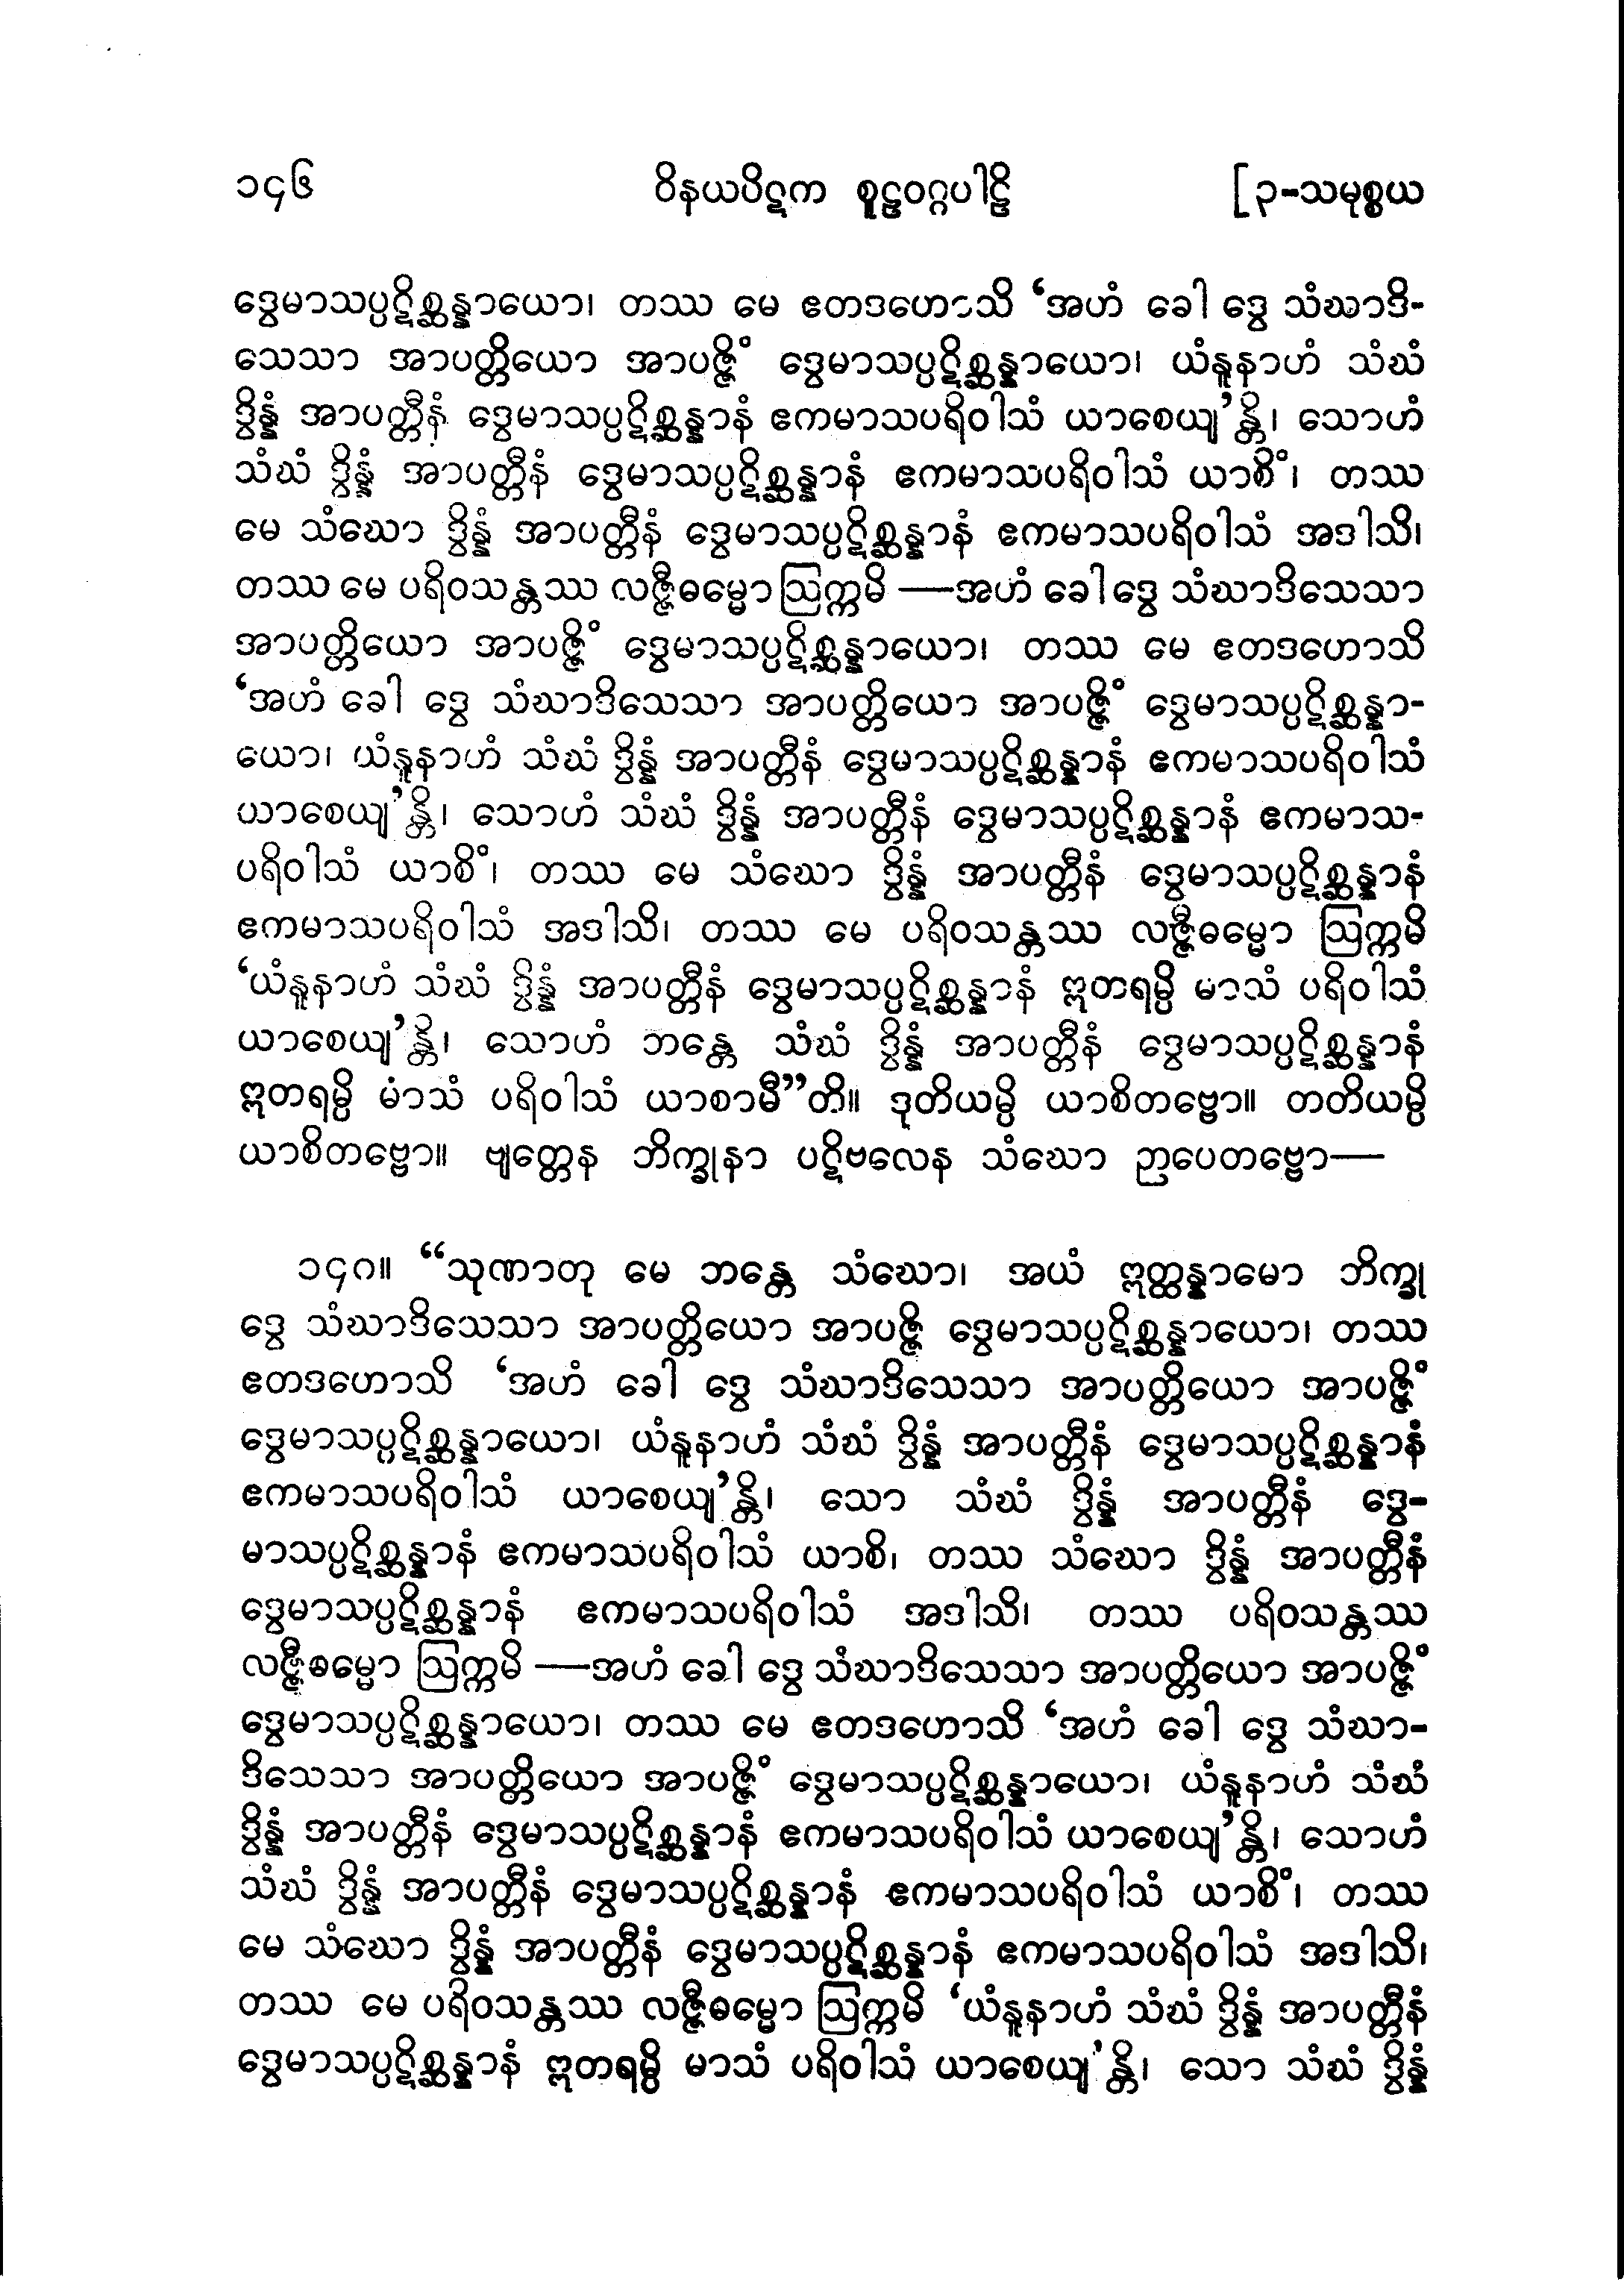 ၁၄၆ ဝိနယပိဋက စူဠဝဂ္ဂပါဠိ [၃-သမုစ္စယ
ဒွေမာသပ္ပဋိစ္ဆန္နာယော၊ တဿ မေ ဧတဒဟောသိ ‘အဟံ ခေါ ဒွေ သံဃာဒိ-
သေသာ အာပတ္တိယော အာပဇ္ဇိံ ဒွေမာသပ္ပဋိစ္ဆန္နာယော၊ ယံနူနာဟံ သံဃံ
ဒွိန္နံ အာပတ္တီနံ ဒွေမာသပ္ပဋိစ္ဆန္နာနံ ဧကမာသပရိဝါသံ ယာစေယျ’န္တိ၊ သောဟံ
သံဃံ ဒွိန္နံ အာပတ္တီနံ ဒွေမာသပ္ပဋိစ္ဆန္နာနံ ဧကမာသပရိဝါသံ ယာစိံ၊ တဿ
မေ သံဃော ဒွိန္နံ အာပတ္တီနံ ဒွေမာသပ္ပဋိစ္ဆန္နာနံ ဧကမာသပရိဝါသံ အဒါသိ၊
တဿ မေ ပရိဝသန္တဿ လဇ္ဇီဓမ္မော ဩက္ကမိ —အဟံ ခေါ ဒွေ သံဃာဒိသေသာ
အာပတ္တိယော အာပဇ္ဇိံ ဒွေမာသပ္ပဋိစ္ဆန္နာယော၊ တဿ မေ ဧတဒဟောသိ
‘အဟံ ခေါ ဒွေ သံဃာဒိသေသာ အာပတ္တိယော အာပဇ္ဇိံ ဒွေမာသပ္ပဋိစ္ဆန္နာ-
ယော၊ ယံနူနာဟံ သံဃံ ဒွိန္နံ အာပတ္တီနံ ဒွေမာသပ္ပဋိစ္ဆန္နာနံ ဧကမာသပရိဝါသံ
ယာစေယျ’န္တိ၊ သောဟံ သံဃံ ဒွိန္နံ အာပတ္တီနံ ဒွေမာသပ္ပဋိစ္ဆန္နာနံ ဧကမာသ-
ပရိဝါသံ ယာစိံ၊ တဿ မေ သံဃော ဒွိန္နံ အာပတ္တီနံ ဒွေမာသပ္ပဋိစ္ဆန္နာနံ
ဧကမာသပရိဝါသံ အဒါသိ၊ တဿ မေ ပရိဝသန္တဿ လဇ္ဇီဓမ္မော ဩက္ကမိ
‘ယံနူနာဟံ သံဃံ ဒွိန္နံ အာပတ္တီနံ ဒွေမာသပ္ပဋိစ္ဆန္နာနံ ဣတရမ္ပိ မာသံ ပရိဝါသံ
ယာစေယျ’န္တိ၊ သောဟံ ဘန္တေ သံဃံ ဒွိန္နံ အာပတ္တီနံ ဒွေမာသပ္ပဋိစ္ဆန္နာနံ
ဣတရမ္ပိ မာသံ ပရိဝါသံ ယာစာမီ”တိ။ ဒုတိယမ္ပိ ယာစိတဗ္ဗော။ တတိယမ္ပိ
ယာစိတဗ္ဗော။ ဗျတ္တေန ဘိက္ခုနာ ပဋိဗလေန သံဃော ဉာပေတဗ္ဗော—
၁၄၈။ “သုဏာတု မေ ဘန္တေ သံဃော၊ အယံ ဣတ္ထန္နာမော ဘိက္ခု
ဒွေ သံဃာဒိသေသာ အာပတ္တိယော အာပဇ္ဇိ ဒွေမာသပ္ပဋိစ္ဆန္နာယော၊ တဿ
ဧတဒဟောသိ ‘အဟံ ခေါ ဒွေ သံဃာဒိသေသာ အာပတ္တိယော အာပဇ္ဇိံ
ဒွေမာသပ္ပဋိစ္ဆန္နာယော၊ ယံနူနာဟံ သံဃံ ဒွိန္နံ အာပတ္တီနံ ဒွေမာသပ္ပဋိစ္ဆန္နာနံ
ဧကမာသပရိဝါသံ ယာစေယျ’န္တိ၊ သော သံဃံ ဒွိန္နံ အာပတ္တီနံ ဒွေ-
မာသပ္ပဋိစ္ဆန္နာနံ ဧကမာသပရိဝါသံ ယာစိ၊ တဿ သံဃော ဒွိန္နံ အာပတ္တီနံ
ဒွေမာသပ္ပဋိစ္ဆန္နာနံ ဧကမာသပရိဝါသံ အဒါသိ၊ တဿ ပရိဝသန္တဿ
လဇ္ဇီဓမ္မော ဩက္ကမိ —အဟံ ခေါ ဒွေ သံဃာဒိသေသာ အာပတ္တိယော အာပဇ္ဇိံ
ဒွေမာသပ္ပဋိစ္ဆန္နာယော၊ တဿ မေ ဧတဒဟောသိ ‘အဟံ ခေါ ဒွေ သံဃာ-
ဒိသေသာ အာပတ္တိယော အာပဇ္ဇိံ ဒွေမာသပ္ပဋိစ္ဆန္နာယော၊ ယံနူနာဟံ သံဃံ
ဒွိန္နံ အာပတ္တီနံ ဒွေမာသပ္ပဋိစ္ဆန္နာနံ ဧကမာသပရိဝါသံ ယာစေယျ’န္တိ၊ သောဟံ
သံဃံ ဒွိန္နံ အာပတ္တီနံ ဒွေမာသပ္ပဋိစ္ဆန္နာနံ ဧကမာသပရိဝါသံ ယာစိံ၊ တဿ
မေ သံဃော ဒွိန္နံ အာပတ္တီနံ ဒွေမာသပ္ပဋိစ္ဆန္နာနံ ဧကမာသပရိဝါသံ အဒါသိ၊
တဿ မေ ပရိဝသန္တဿ လဇ္ဇီဓမ္မော ဩက္ကမိ ‘ယံနူနာဟံ သံဃံ ဒွိန္နံ အာပတ္တီနံ
ဒွေမာသပ္ပဋိစ္ဆန္နာနံ ဣတရမ္ပိ မာသံ ပရိဝါသံ ယာစေယျ’န္တိ၊ သော သံဃံ ဒွိန္နံ